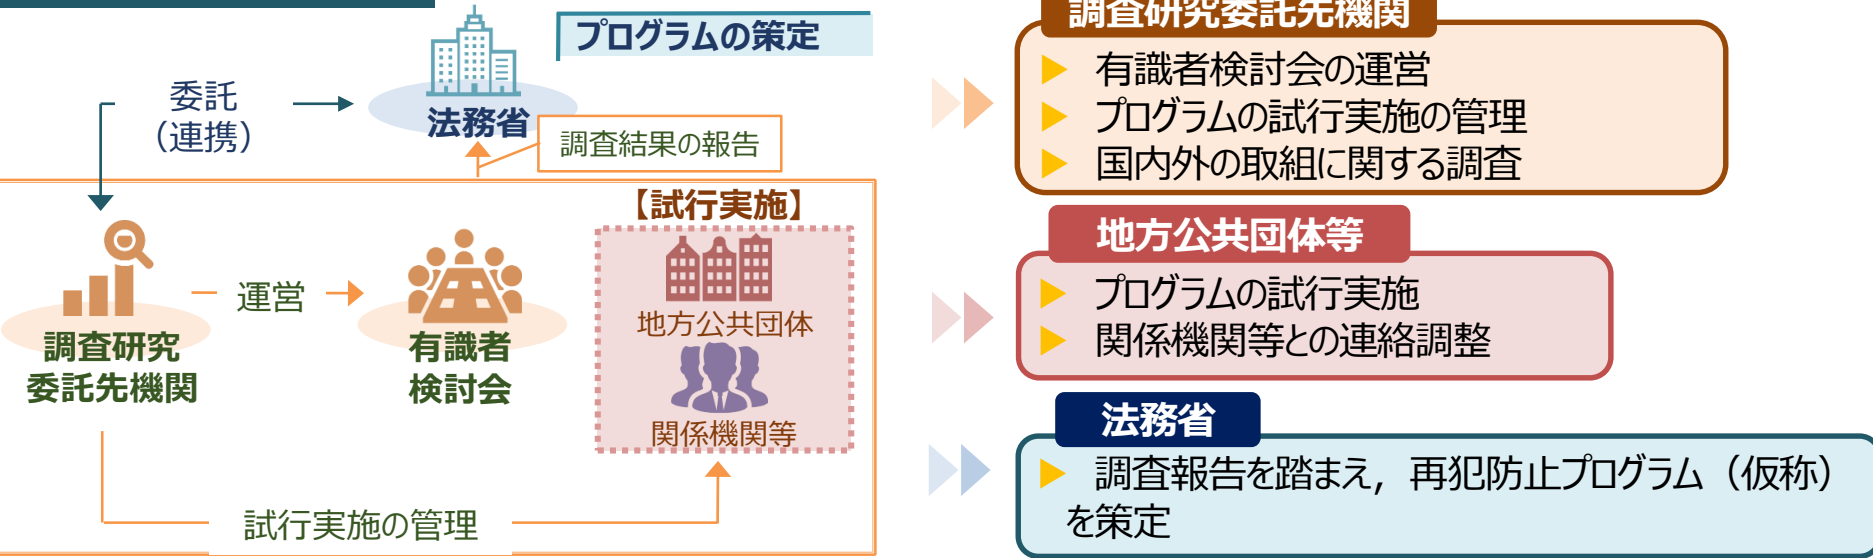 プログラムの策定
委託
（連携）
法務省
調査結果の報告
【試行実施】
運営
地方公共団体
調査研究
委託先機関
有識者
検討会
関係機関等
試行実施の管理
調査研究委託先機関
▶ 有識者検討会の運営
▶ プログラムの試行実施の管理
▶ 国内外の取組に関する調査
地方公共団体等
▶ プログラムの試行実施
▶ 関係機関等との連絡調整
法務省
▶ 調査報告を踏まえ，再犯防止プログラム（仮称）
を策定